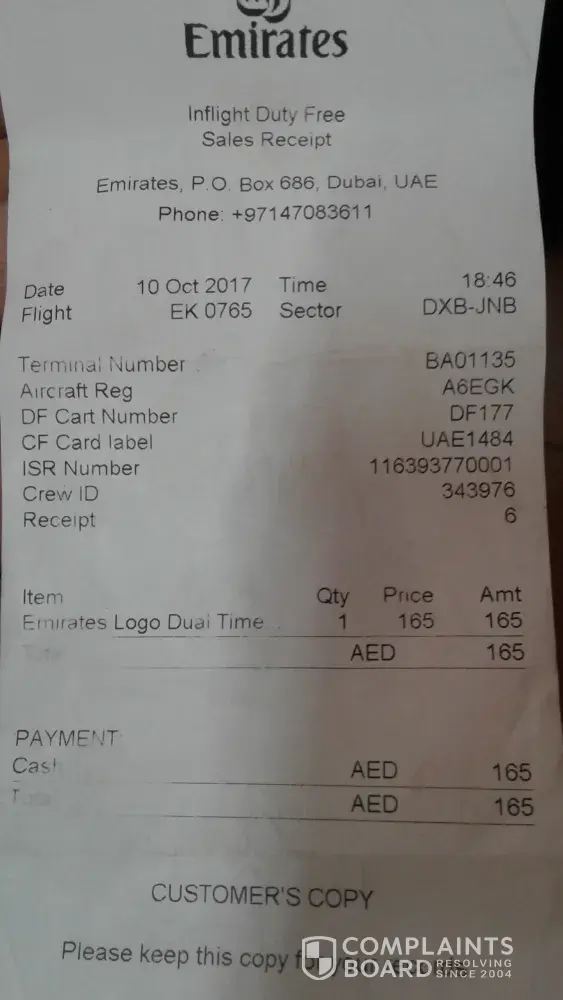 Emirates
Inflight Duty Free
Sales Receipt
Emirates, P.O. Box 686, Dubai, UAE
Phone: +97147083611
Date 10 Oct 2017 Time 18:46
Flight EK 0765 Sector DXB-JNB
Terminal Number BA01135
Aircraft Reg A6EGK
DF Cart Number DF177
CF Card label UAE1484
ISR Number 116393770001
Crew ID 343976
Receipt 6
Item Qty Price Amt
Emirates Logo Dual Time 1 165 165
Total AED 165
PAYMENT
Cash AED 165
Total AED 165
CUSTOMER'S COPY
Please keep this copy for
COMPLAINTS
BOARD RESOLVING
SINCE 2004